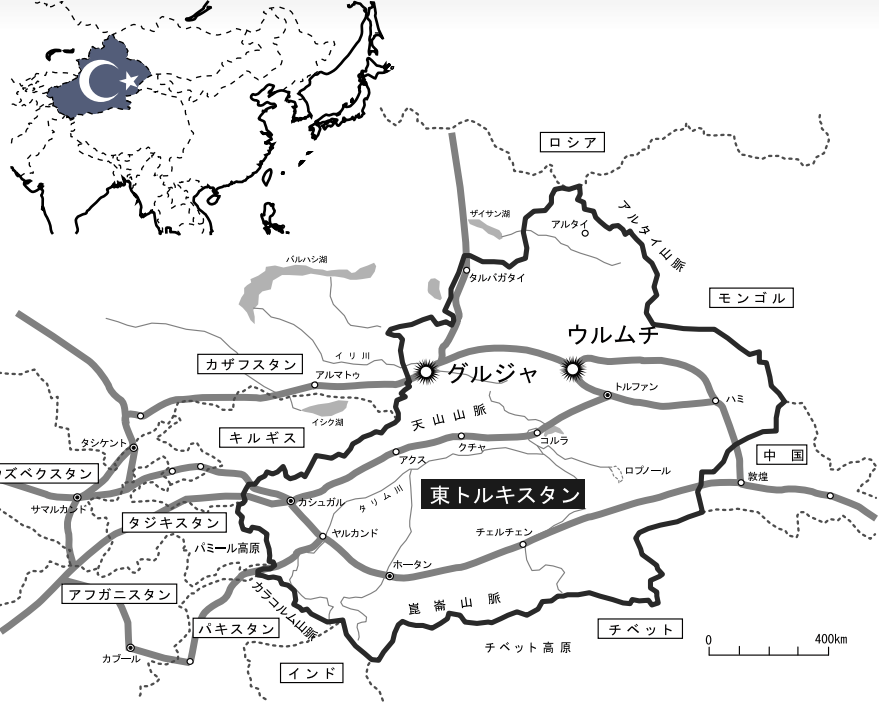 ロシア
ザイサン湖
アルタイ
アルタイ山脈
バルハシ湖
タルバガタイ
モンゴル
ウルムチ
イリ川
カザフスタン
アルマトゥ
グルジャ
トルファン
ハミ
イシク湖
天山山脈
キルギス
タシケント
クチャ
コルラ
中国
アクス
ロプノール
敦煌
ウズベクスタン
サマルカンド
カシュガル
タリム川
東トルキスタン
タジキスタン
ヤルカンド
チェルチェン
パミール高原
ホータン
アフガニスタン
カラコルム山脈
崑崙山脈
パキスタン
チベット
チベット高原
カブール
インド
0 400km